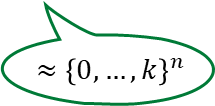 ≈ {0, …, k}ⁿ